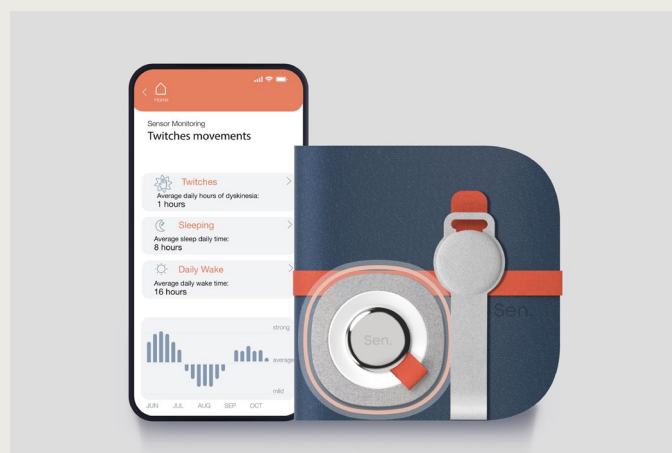 Home
Sensor Monitoring
Twitches movements
Twitches
Average daily hours of dyskinesia:
1 hours
Sleeping
Average sleep daily time:
8 hours
Daily Wake
Average daily wake time:
16 hours
strong
average
mild
JUN JUL AUG SEP OCT
Sen.
Sen.